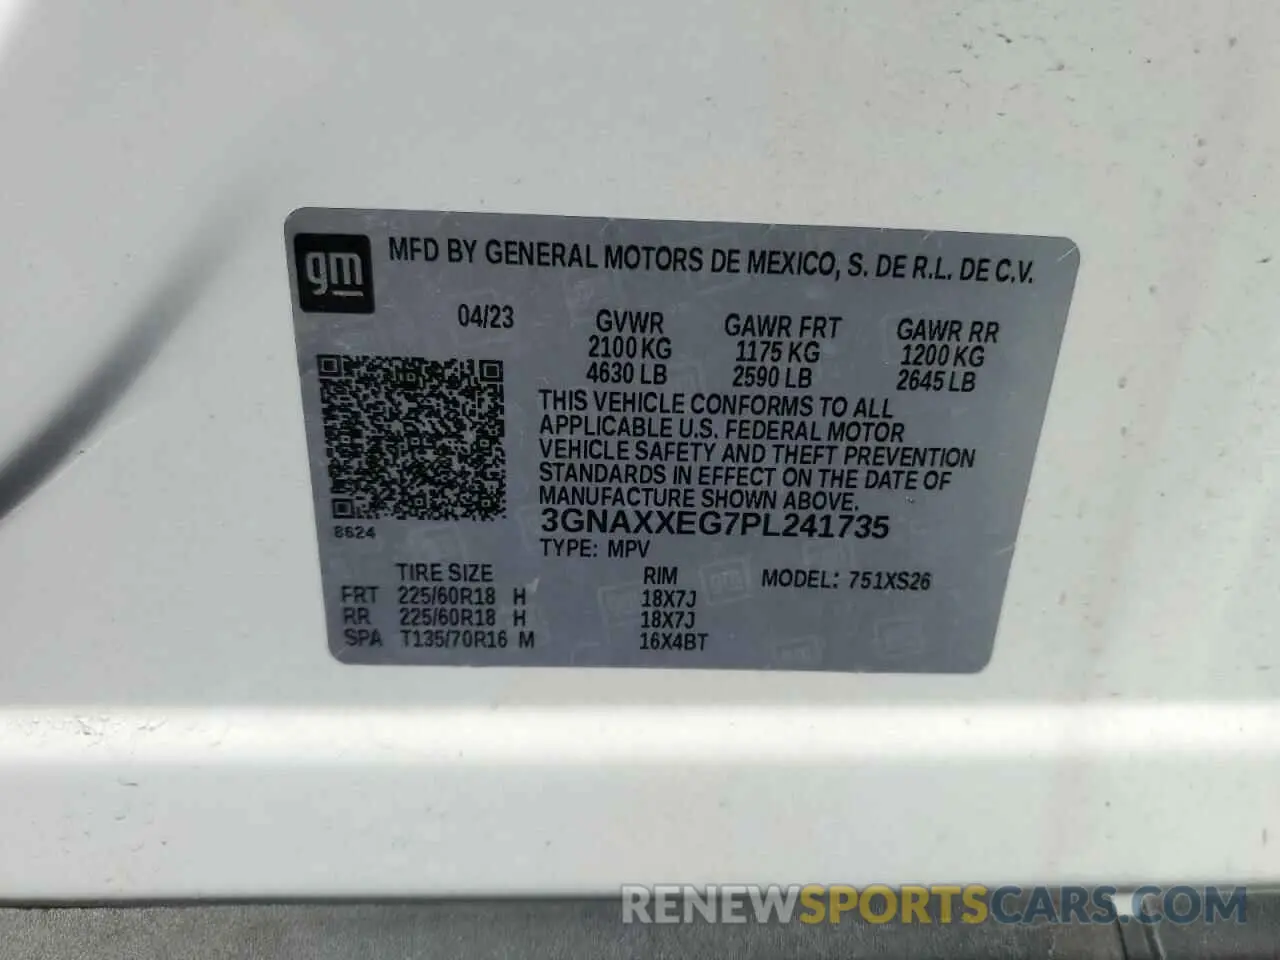 gm
MFD BY GENERAL MOTORS DE MEXICO, S. DE R.L. DE C.V.
04/23
GVWR GAWR FRT GAWR RR
2100 KG 1175 KG 1200 KG
4630 LB 2590 LB 2645 LB
THIS VEHICLE CONFORMS TO ALL
APPLICABLE U.S. FEDERAL MOTOR
VEHICLE SAFETY AND THEFT PREVENTION
STANDARDS IN EFFECT ON THE DATE OF
MANUFACTURE SHOWN ABOVE.
3GNAXXEG7PL241735
8624
TYPE: MPV
TIRE SIZE RIM MODEL: 751XS26
FRT 225/60R18 H 18X7J
RR 225/60R18 H 18X7J
SPA T135/70R16 M 16X4BT
RENEWSPORTSCARS.COM